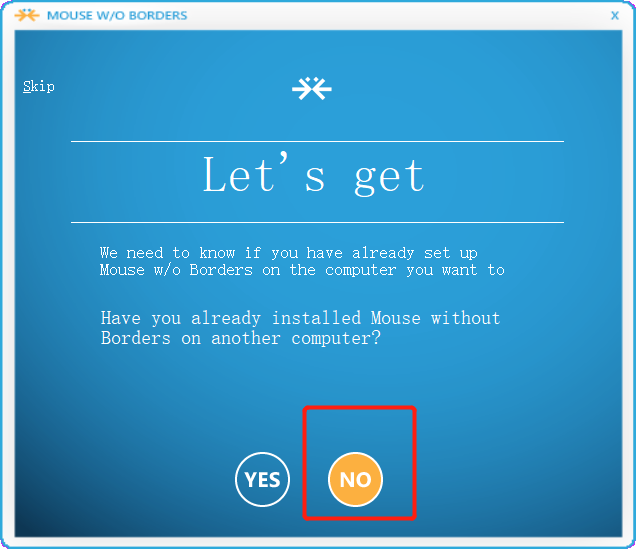 MOUSE W/O BORDERS
x
Skip
Let's get
We need to know if you have already set up
Mouse w/o Borders on the computer you want to
Have you already installed Mouse without
Borders on another computer?
YES
NO